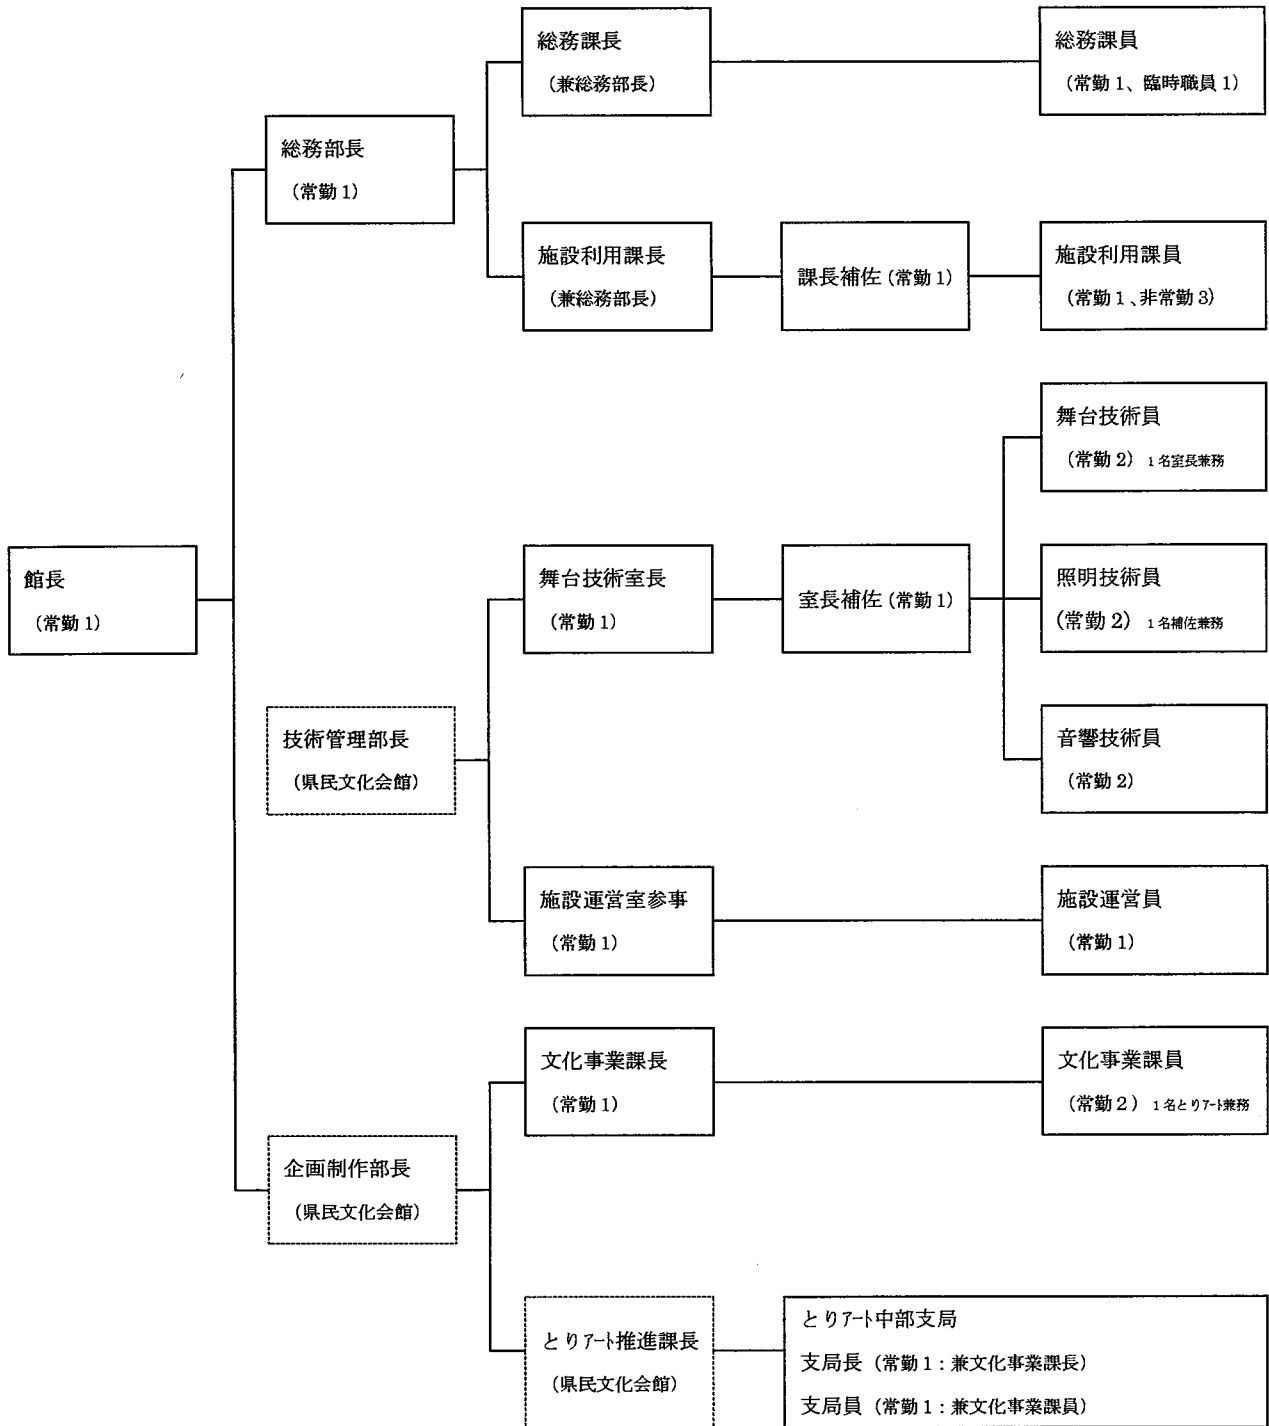 総務課長
(兼総務部長)
総務課員
(常勤 1、臨時職員 1)
総務部長
(常勤 1)
施設利用課長
(兼総務部長)
課長補佐 (常勤 1)
施設利用課員
(常勤 1、非常勤 3)
舞台技術員
(常勤 2) 1名室長兼務
館長
(常勤 1)
舞台技術室長
(常勤 1)
室長補佐 (常勤 1)
照明技術員
(常勤 2) 1名補佐兼務
技術管理部長
(県民文化会館)
音響技術員
(常勤 2)
施設運営室参事
(常勤 1)
施設運営員
(常勤 1)
文化事業課長
(常勤 1)
文化事業課員
(常勤 2) 1名とりｱｰﾄ兼務
企画制作部長
(県民文化会館)
とりｱｰﾄ推進課長
(県民文化会館)
とりｱｰﾄ中部支局
支局長 (常勤 1：兼文化事業課長)
支局員 (常勤 1：兼文化事業課員)